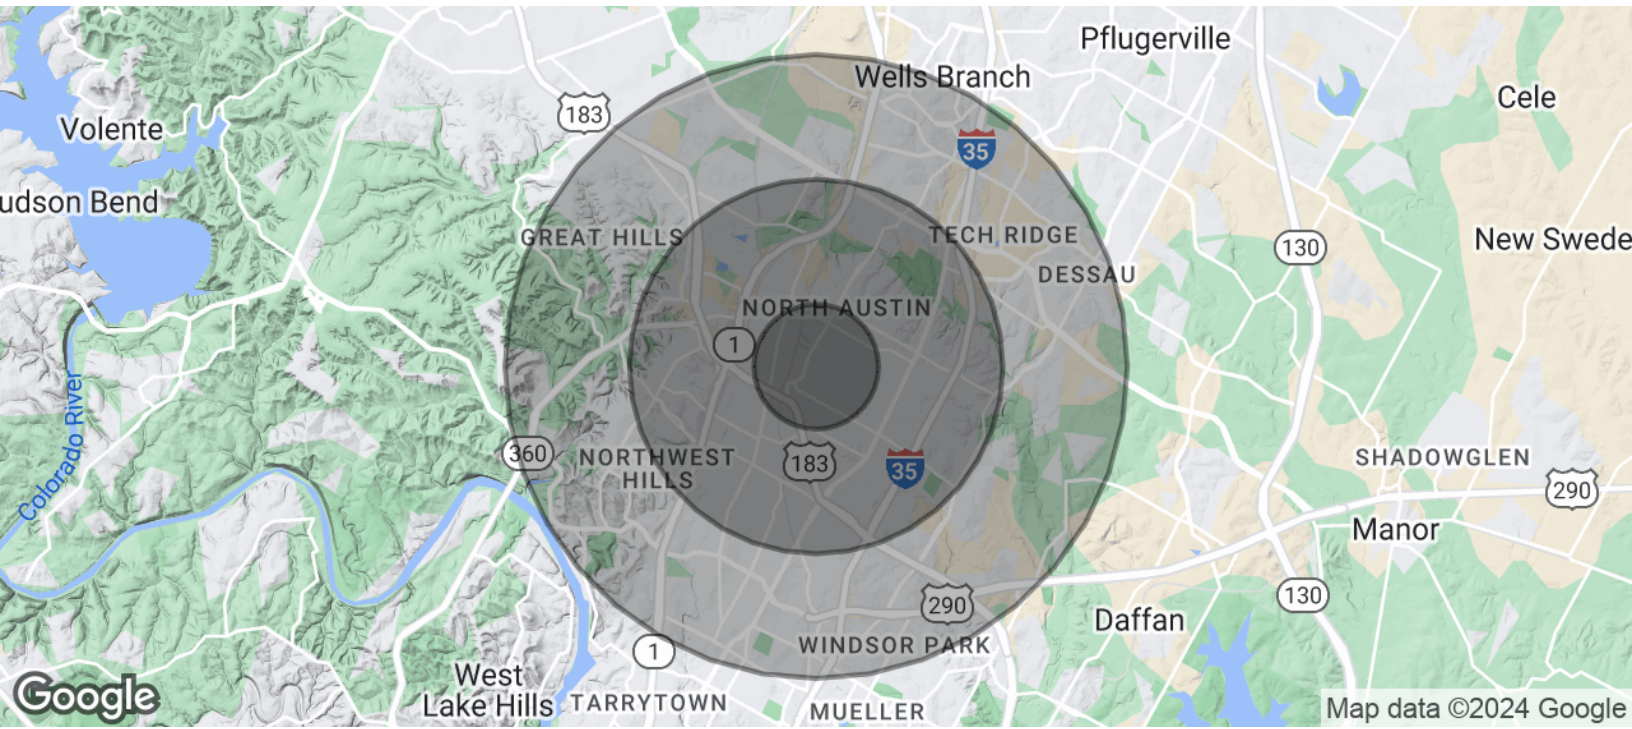 Pflugerville
Wells Branch
Cele
183
Volente
35
udson Bend
GREAT HILLS
TECH RIDGE
New Swede
130
DESSAU
NORTH AUSTIN
1
Colorado River
360
NORTHWEST
HILLS
183
35
SHADOWGLEN
290
Manor
290
130
Daffan
WINDSOR PARK
1
West
Lake Hills
TARRYTOWN
MUELLER
Google
Map data ©2024 Google